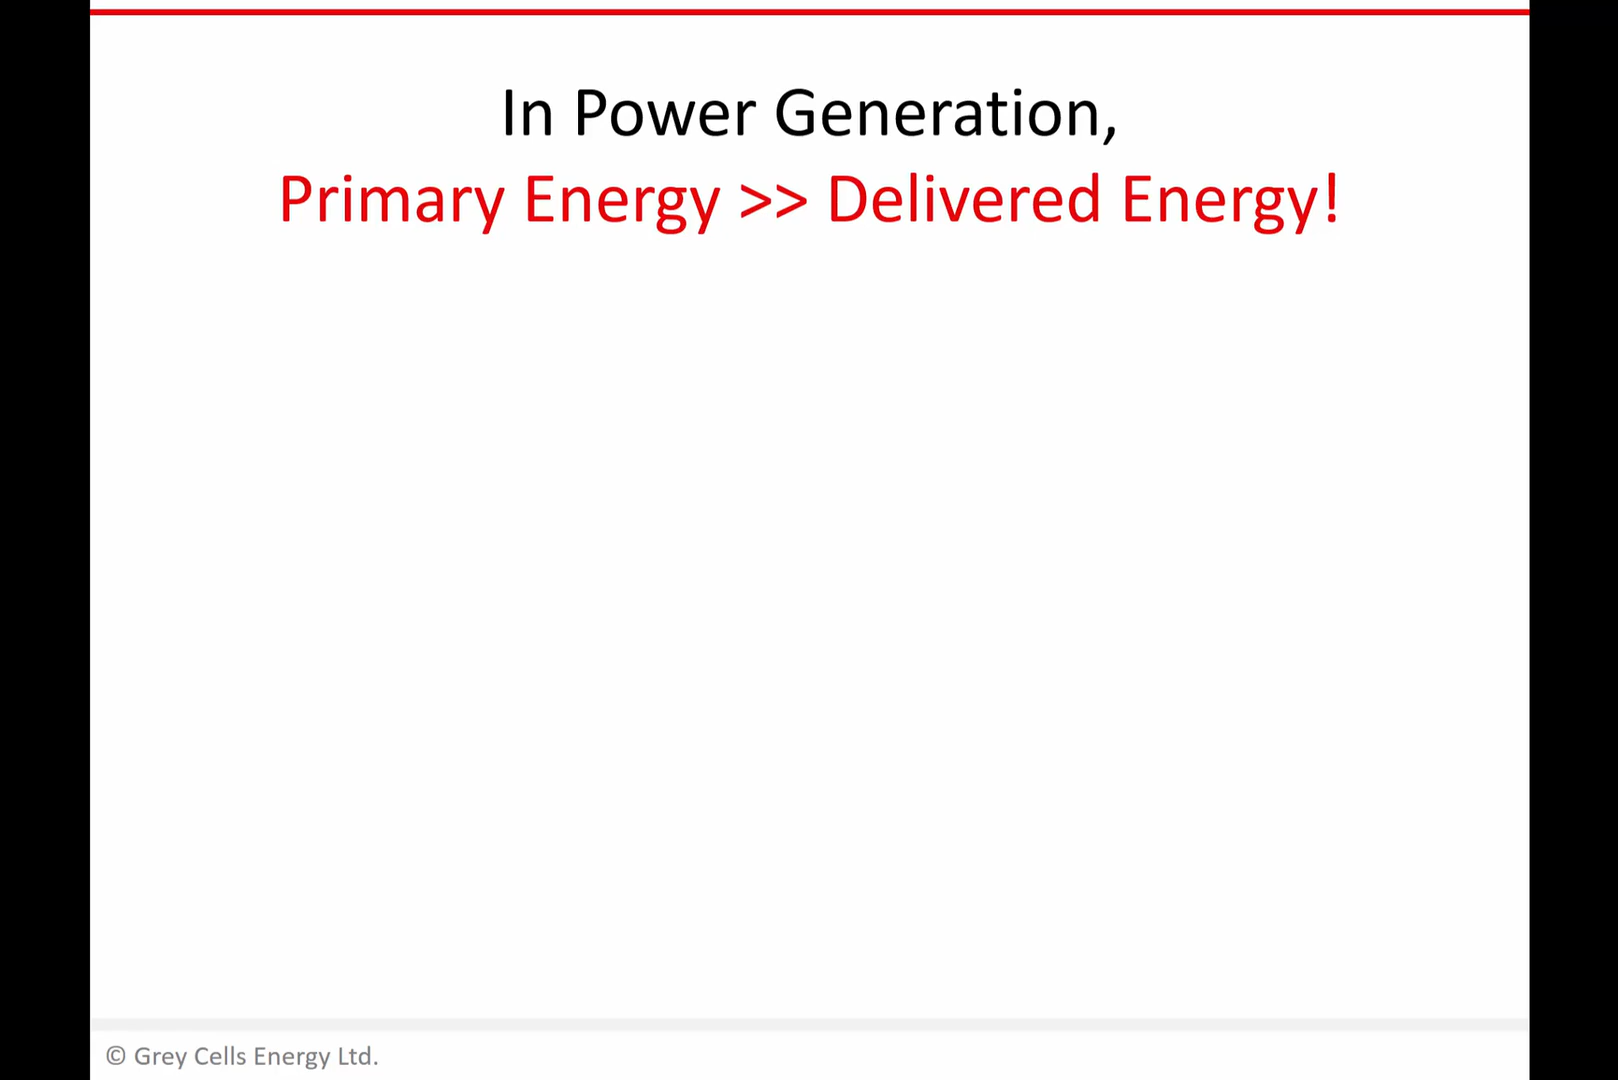 In Power Generation,
Primary Energy >> Delivered Energy!
© Grey Cells Energy Ltd.